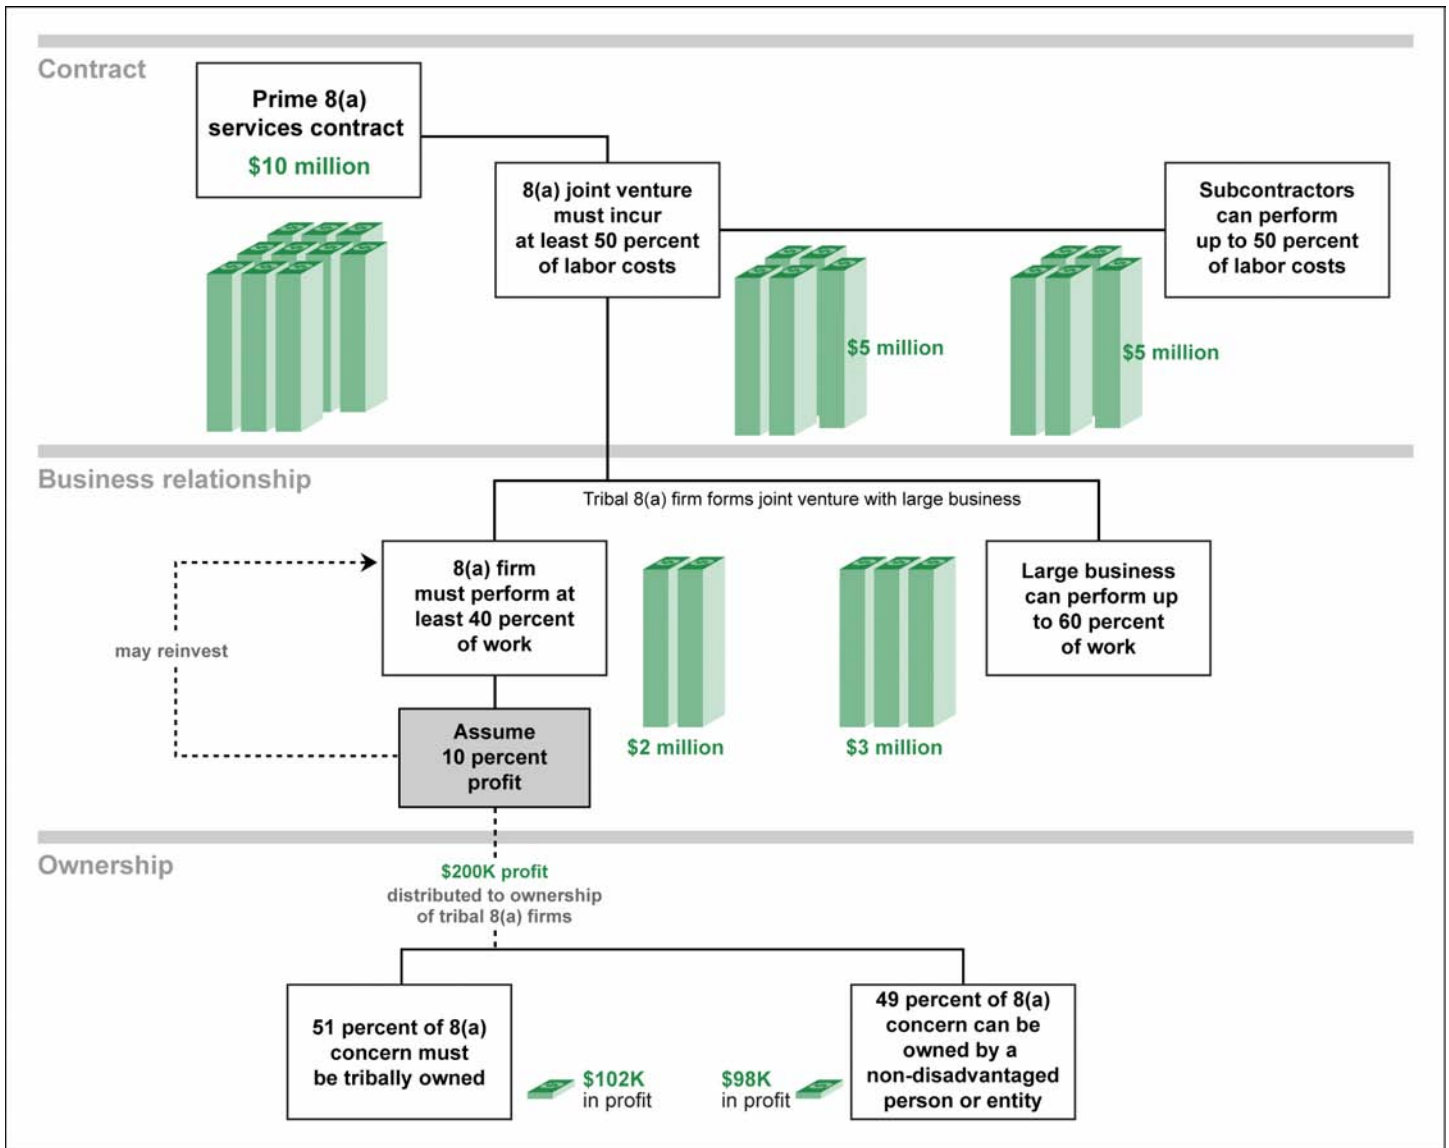 Contract
Prime 8(a)
services contract
$10 million
8(a) joint venture
must incur
at least 50 percent
of labor costs
Subcontractors
can perform
up to 50 percent
of labor costs
$5 million
$5 million
Business relationship
Tribal 8(a) firm forms joint venture with large business
8(a) firm
must perform at
least 40 percent
of work
Large business
can perform up
to 60 percent
of work
may reinvest
Assume
10 percent
profit
$2 million
$3 million
Ownership
$200K profit
distributed to ownership
of tribal 8(a) firms
51 percent of 8(a)
concern must
be tribally owned
$102K
in profit
$98K
in profit
49 percent of 8(a)
concern can be
owned by a
non-disadvantaged
person or entity